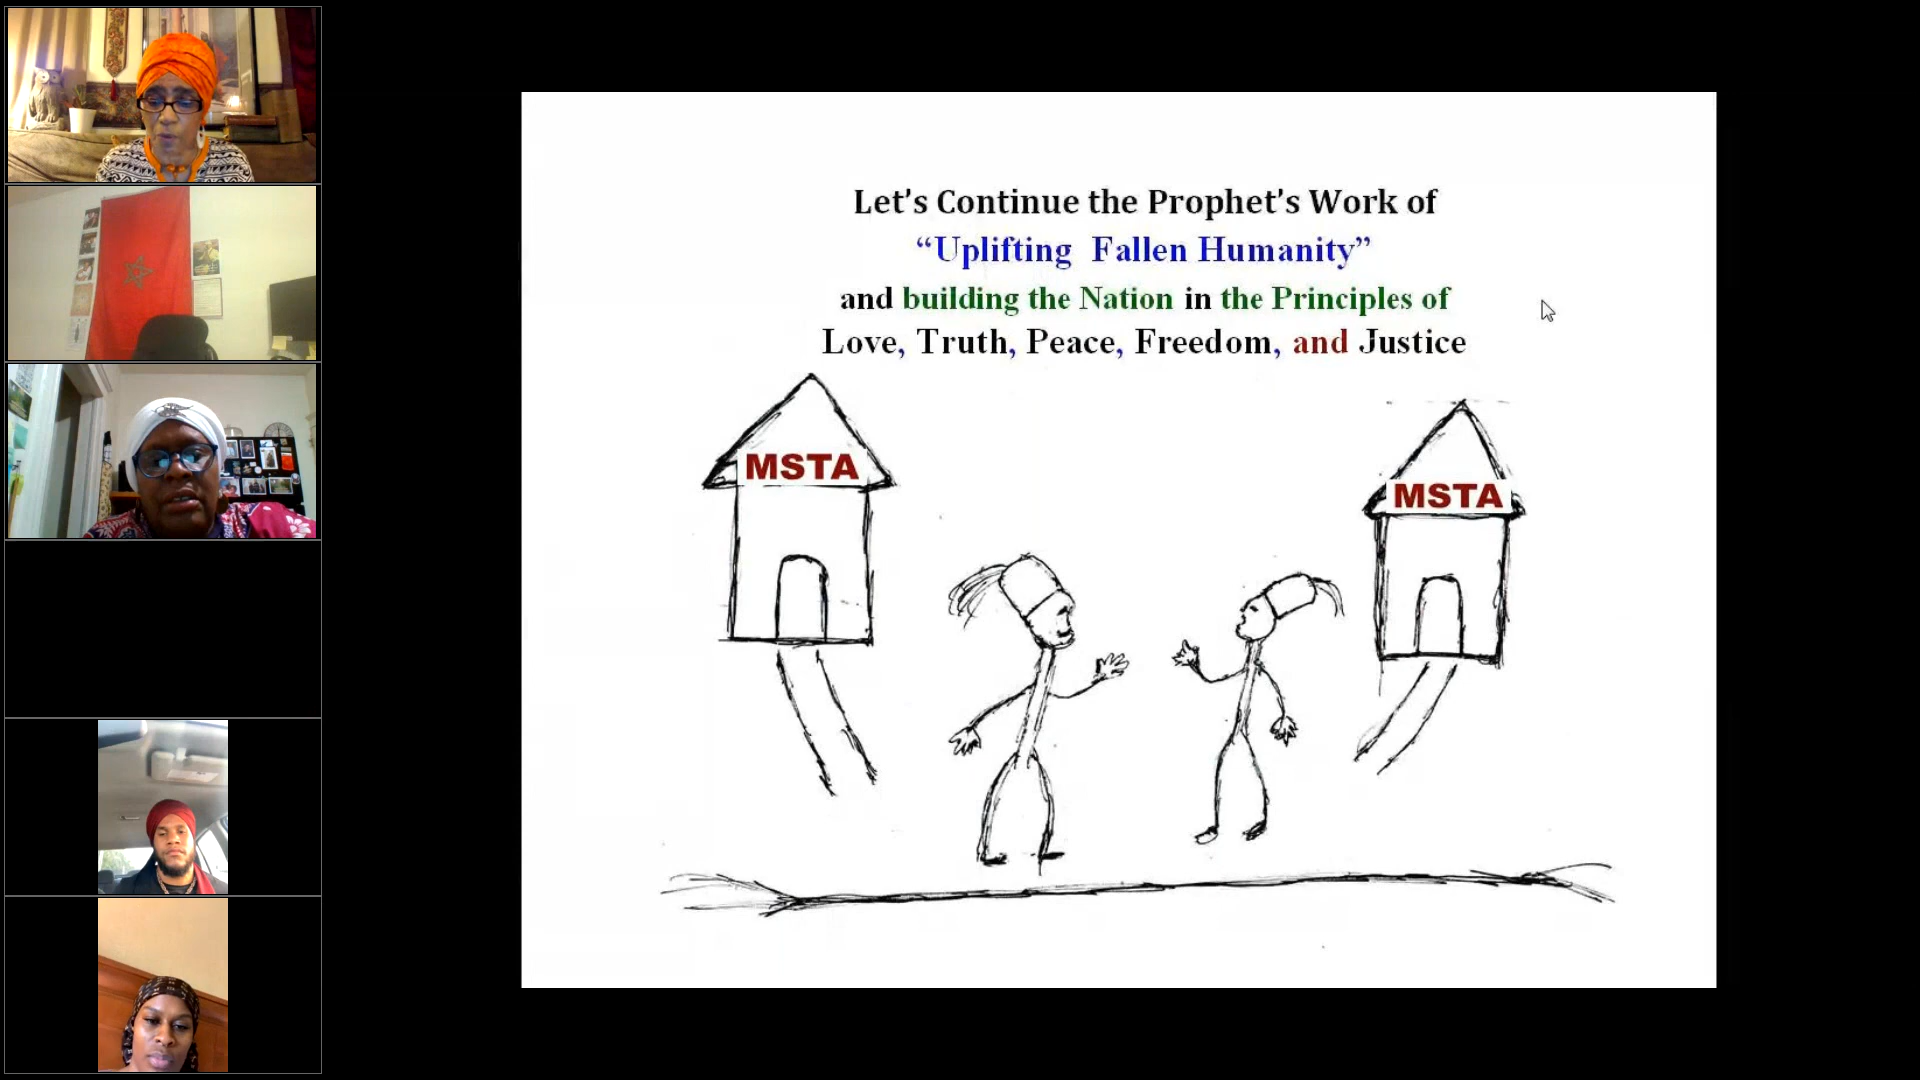 Let's Continue the Prophet's Work of
“Uplifting Fallen Humanity”
and building the Nation in the Principles of
Love, Truth, Peace, Freedom, and Justice
MSTA
MSTA